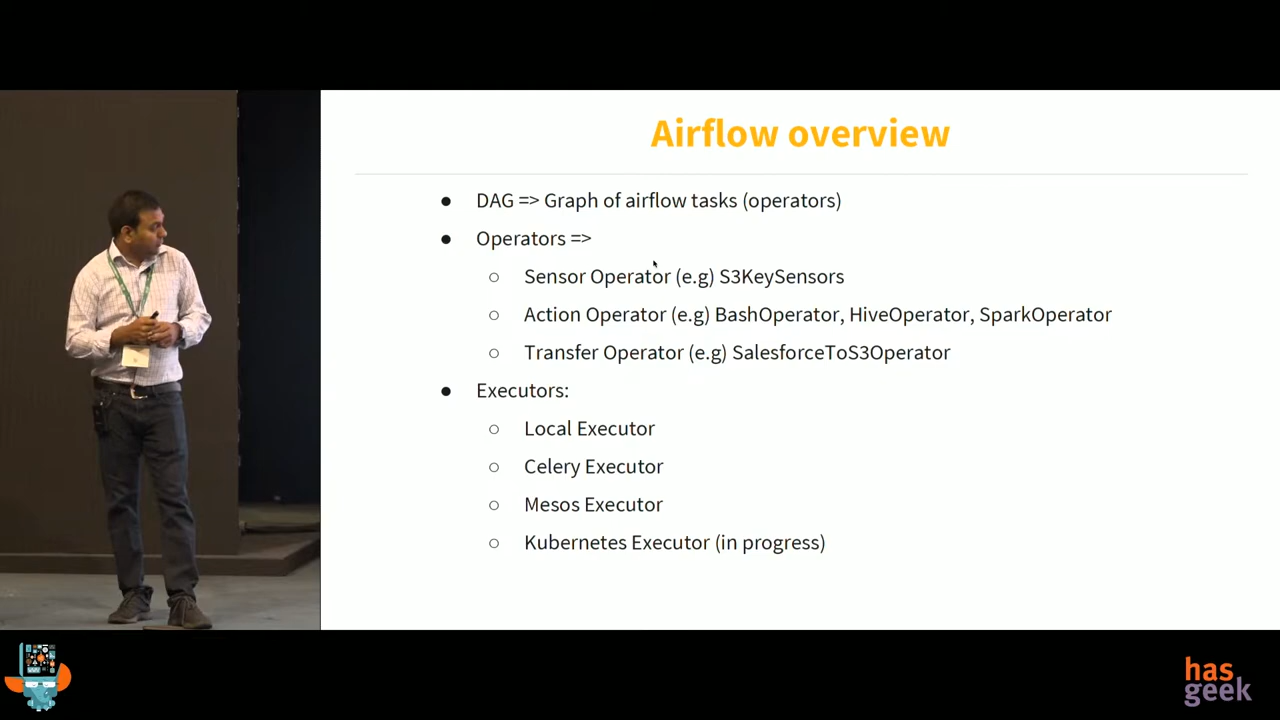 Airflow overview
● DAG => Graph of airflow tasks (operators)
● Operators =>
○ Sensor Operator (e.g) S3KeySensors
○ Action Operator (e.g) BashOperator, HiveOperator, SparkOperator
○ Transfer Operator (e.g) SalesforceToS3Operator
● Executors:
○ Local Executor
○ Celery Executor
○ Mesos Executor
○ Kubernetes Executor (in progress)
has
geek